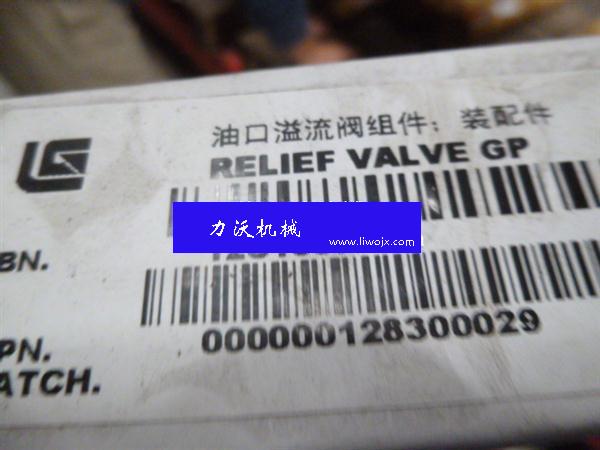 油口溢流阀组件：装配件
RELIEF VALVE GP
力沃机械
www.liwojx.com
BN.
000000128300029
PN.
ATCH.